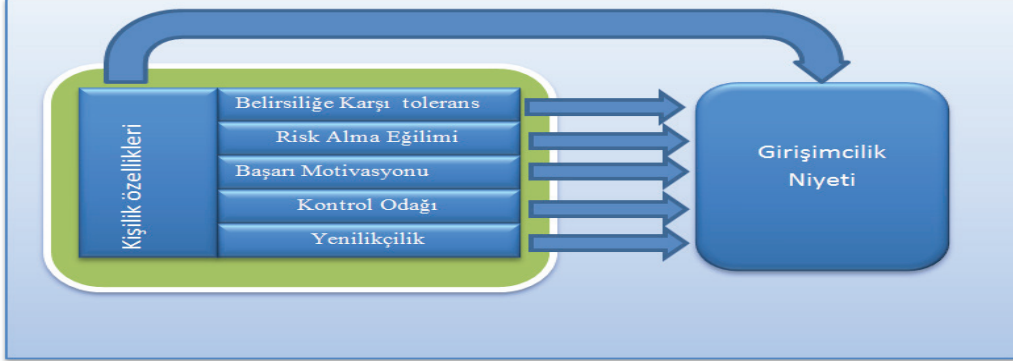 Kişilik özellikleri
Belirsiliğe Karşı tolerans
Risk Alma Eğilimi
Başarı Motivasyonu
Kontrol Odağı
Yenilikçilik
Girişimcilik
Niyeti